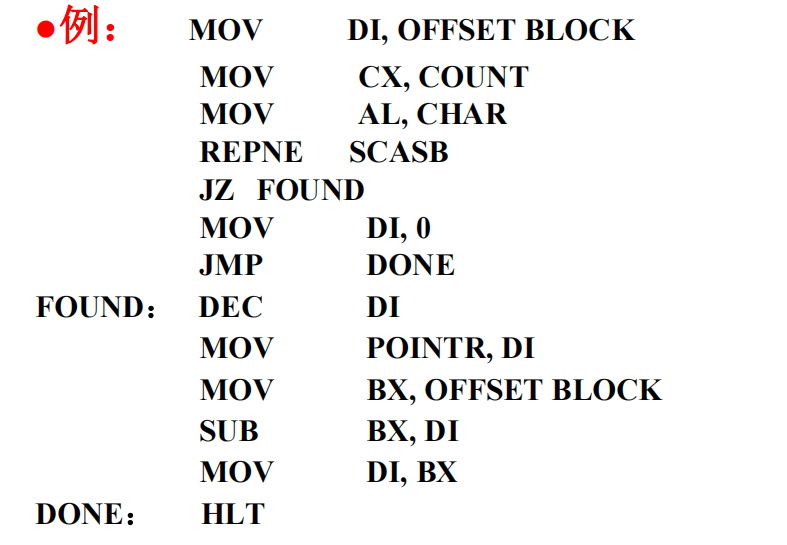 ●例： MOV DI, OFFSET BLOCK
MOV CX, COUNT
MOV AL, CHAR
REPNE SCASB
JZ FOUND
MOV DI, 0
JMP DONE
FOUND： DEC DI
MOV POINTR, DI
MOV BX, OFFSET BLOCK
SUB BX, DI
MOV DI, BX
DONE： HLT